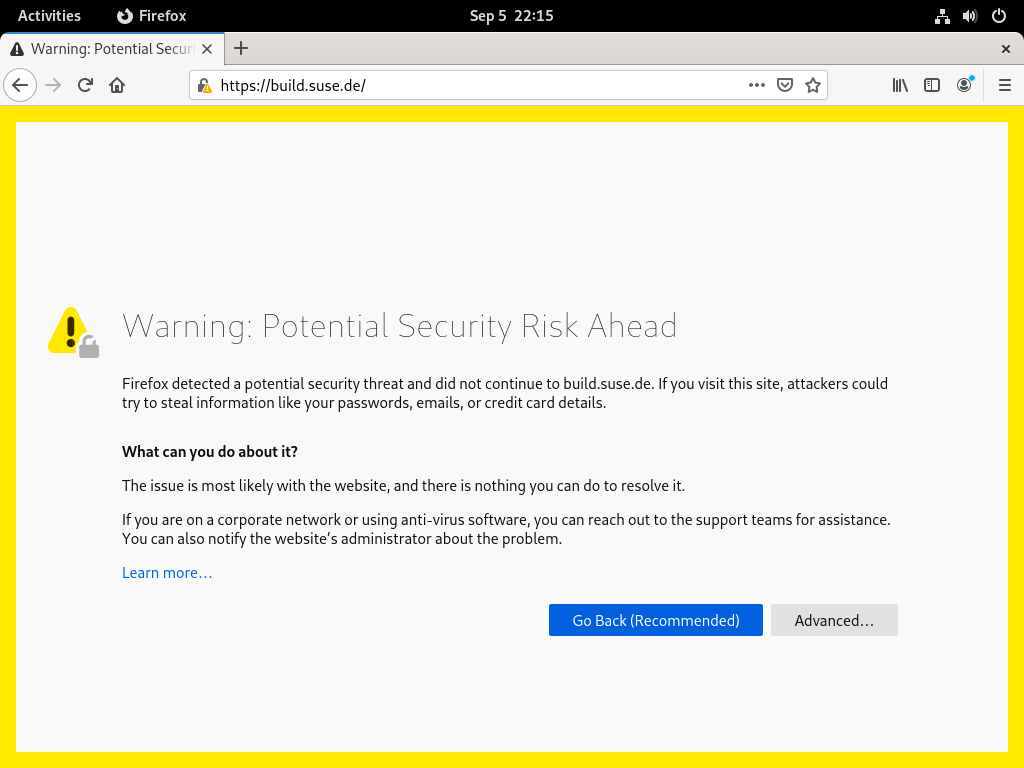 Activities Firefox Sep 5 22:15
Warning: Potential Secur
https://build.suse.de/
Warning: Potential Security Risk Ahead
Firefox detected a potential security threat and did not continue to build.suse.de. If you visit this site, attackers could
try to steal information like your passwords, emails, or credit card details.
What can you do about it?
The issue is most likely with the website, and there is nothing you can do to resolve it.
If you are on a corporate network or using anti-virus software, you can reach out to the support teams for assistance.
You can also notify the website’s administrator about the problem.
Learn more…
Go Back (Recommended) Advanced…